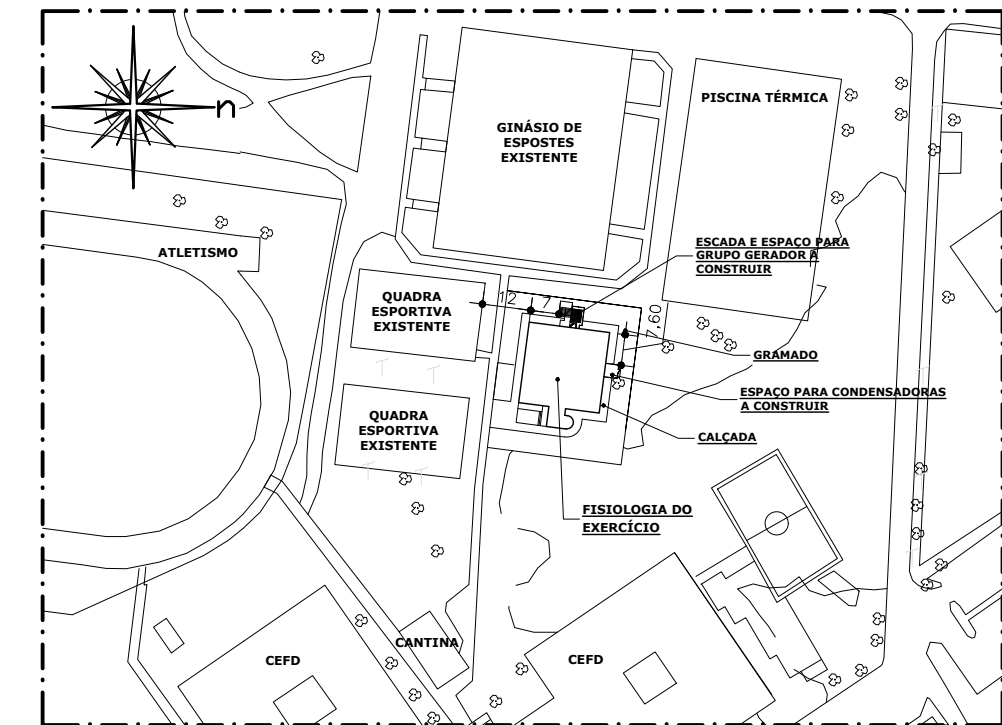 n
GINÁSIO DE
ESPOSTES
EXISTENTE
PISCINA TÉRMICA
ATLETISMO
ESCADA E ESPAÇO PARA
GRUPO GERADOR A
CONSTRUIR
QUADRA
ESPORTIVA
EXISTENTE
12
7
7,60
GRAMADO
ESPAÇO PARA CONDENSADORAS
A CONSTRUIR
QUADRA
ESPORTIVA
EXISTENTE
CALÇADA
FISIOLOGIA DO
EXERCÍCIO
CANTINA
CEFD
CEFD